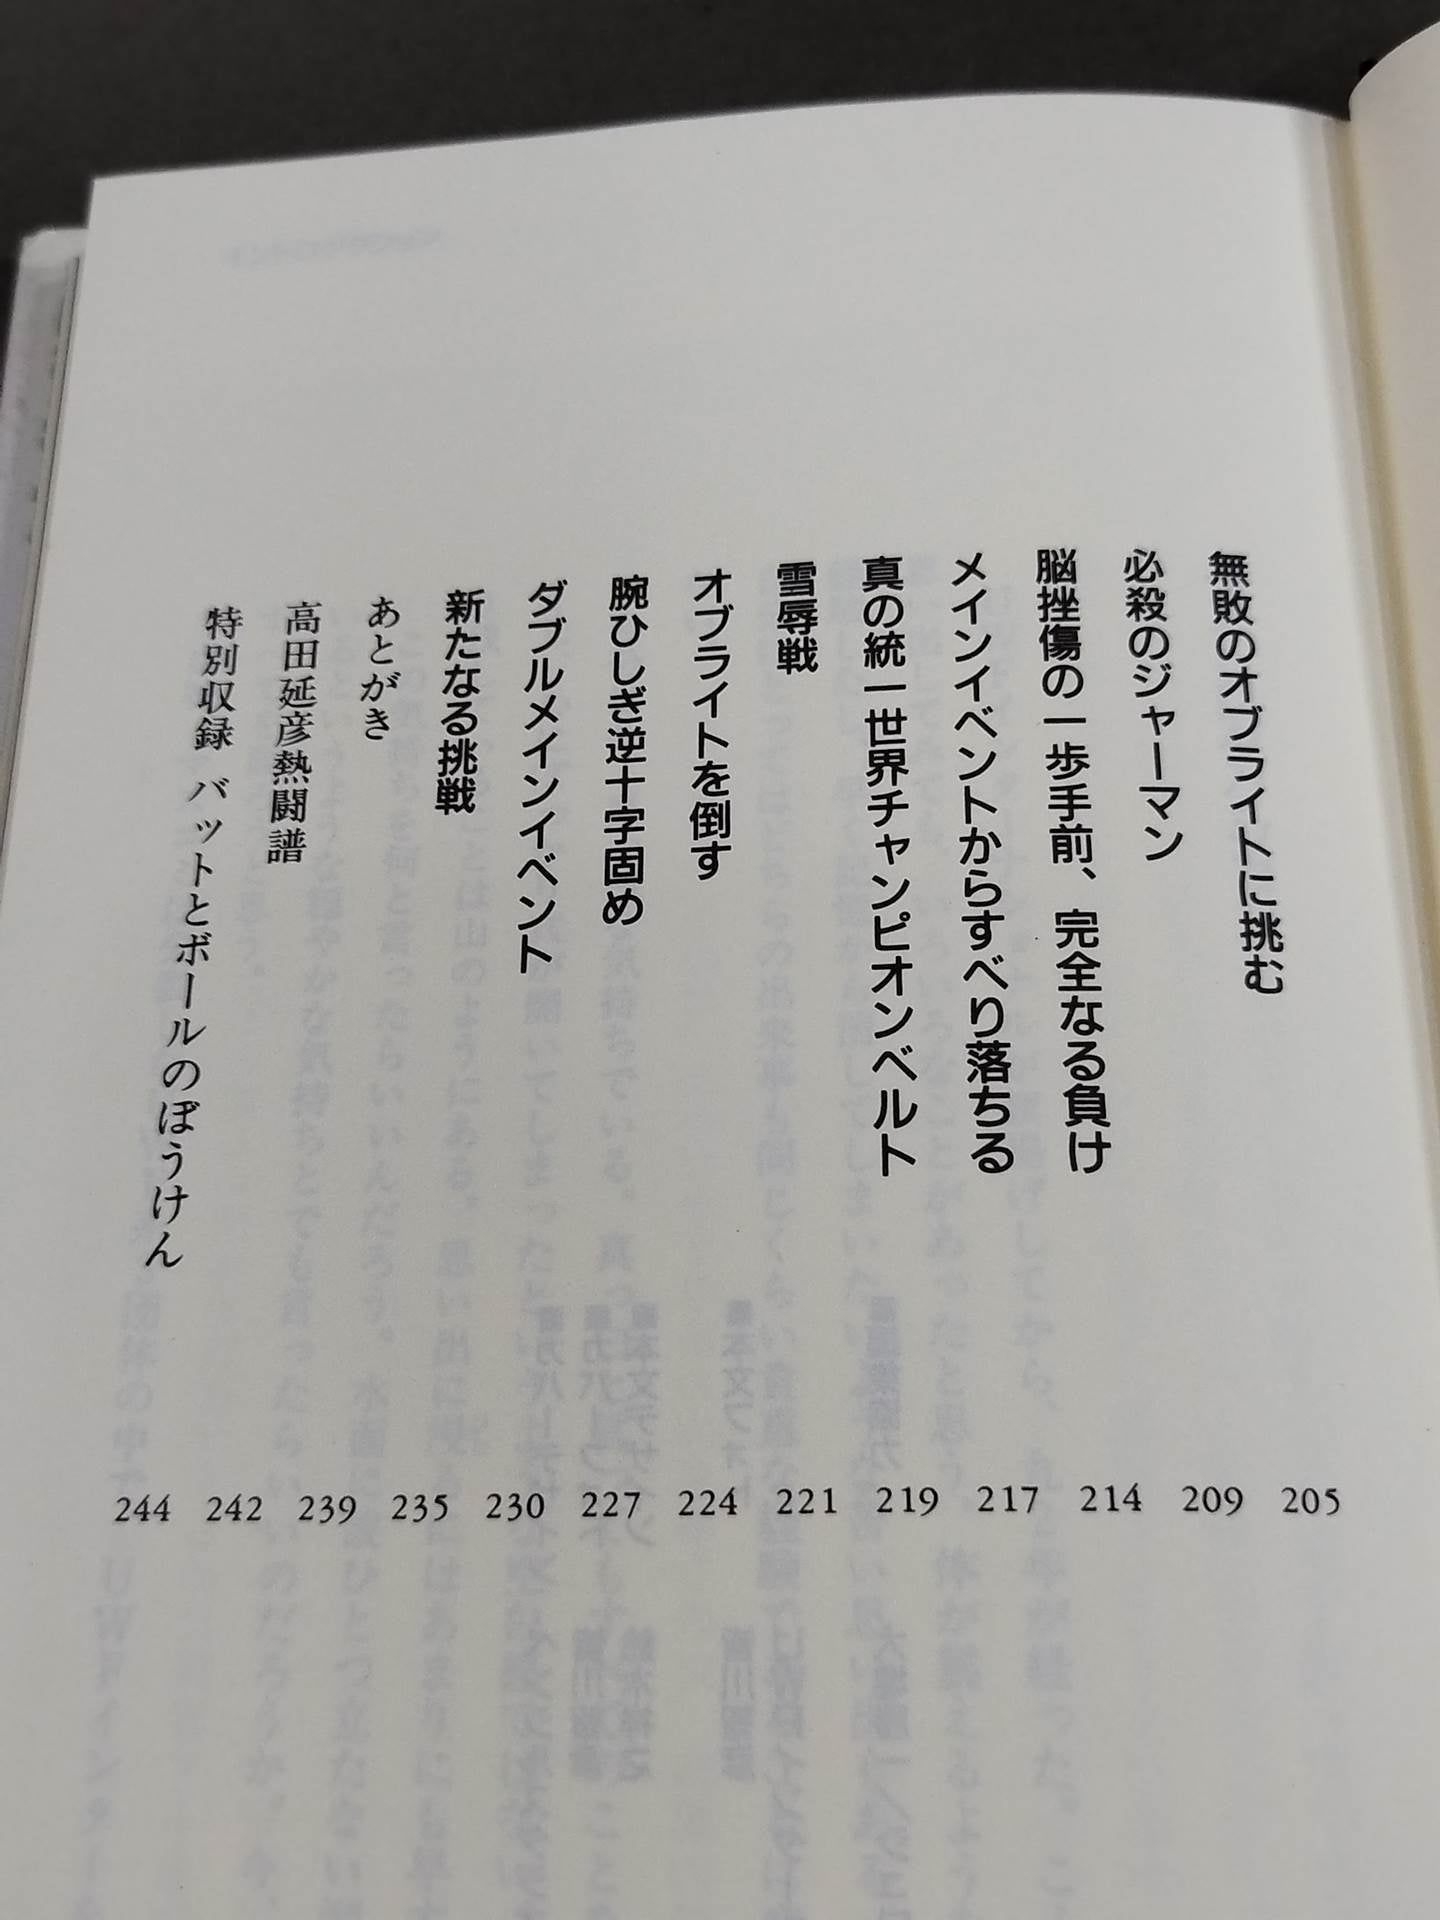 無敗のオブライトに挑む 205
必殺のジャーマン 209
脳挫傷の一歩手前、完全なる負け 214
メインイベントからすべり落ちる 217
真の統一世界チャンピオンベルト 219
雪辱戦 221
オブライトを倒す 224
腕ひしぎ逆十字固め 227
ダブルメインイベント 230
新たなる挑戦 235
あとがき 239
高田延彦熱闘譜 242
特別収録 バットとボールのぼうけん 244